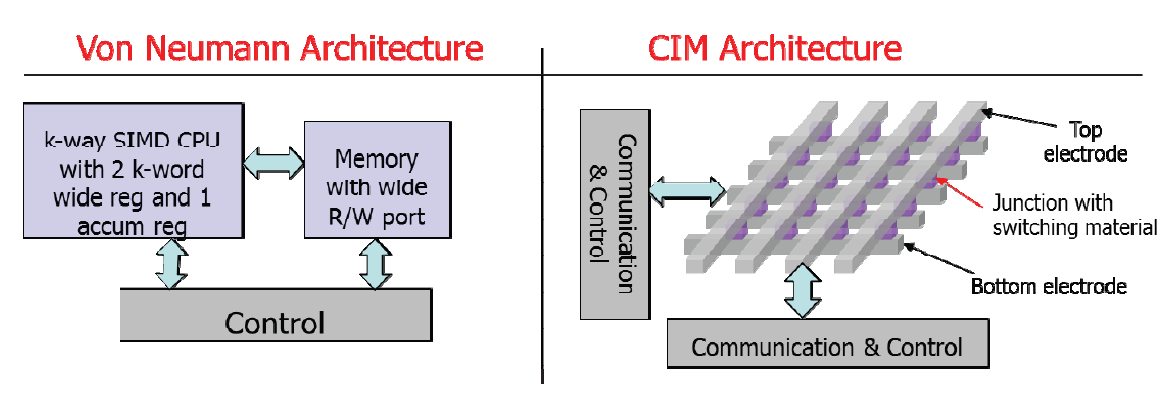 Von Neumann Architecture
k-way SIMD CPU
with 2 k-word
wide reg and 1
accum reg
Memory
with wide
R/W port
Control
CIM Architecture
Communication
& Control
Top
electrode
Junction with
switching material
Bottom electrode
Communication & Control